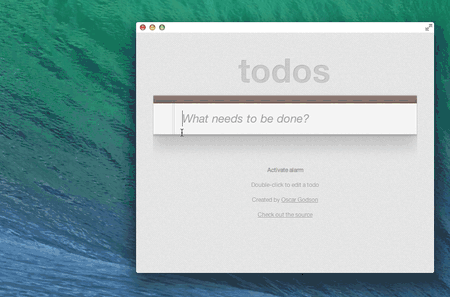 todos
What needs to be done?
Activate alarm
Double-click to edit a todo
Created by Oscar Godson
Check out the source